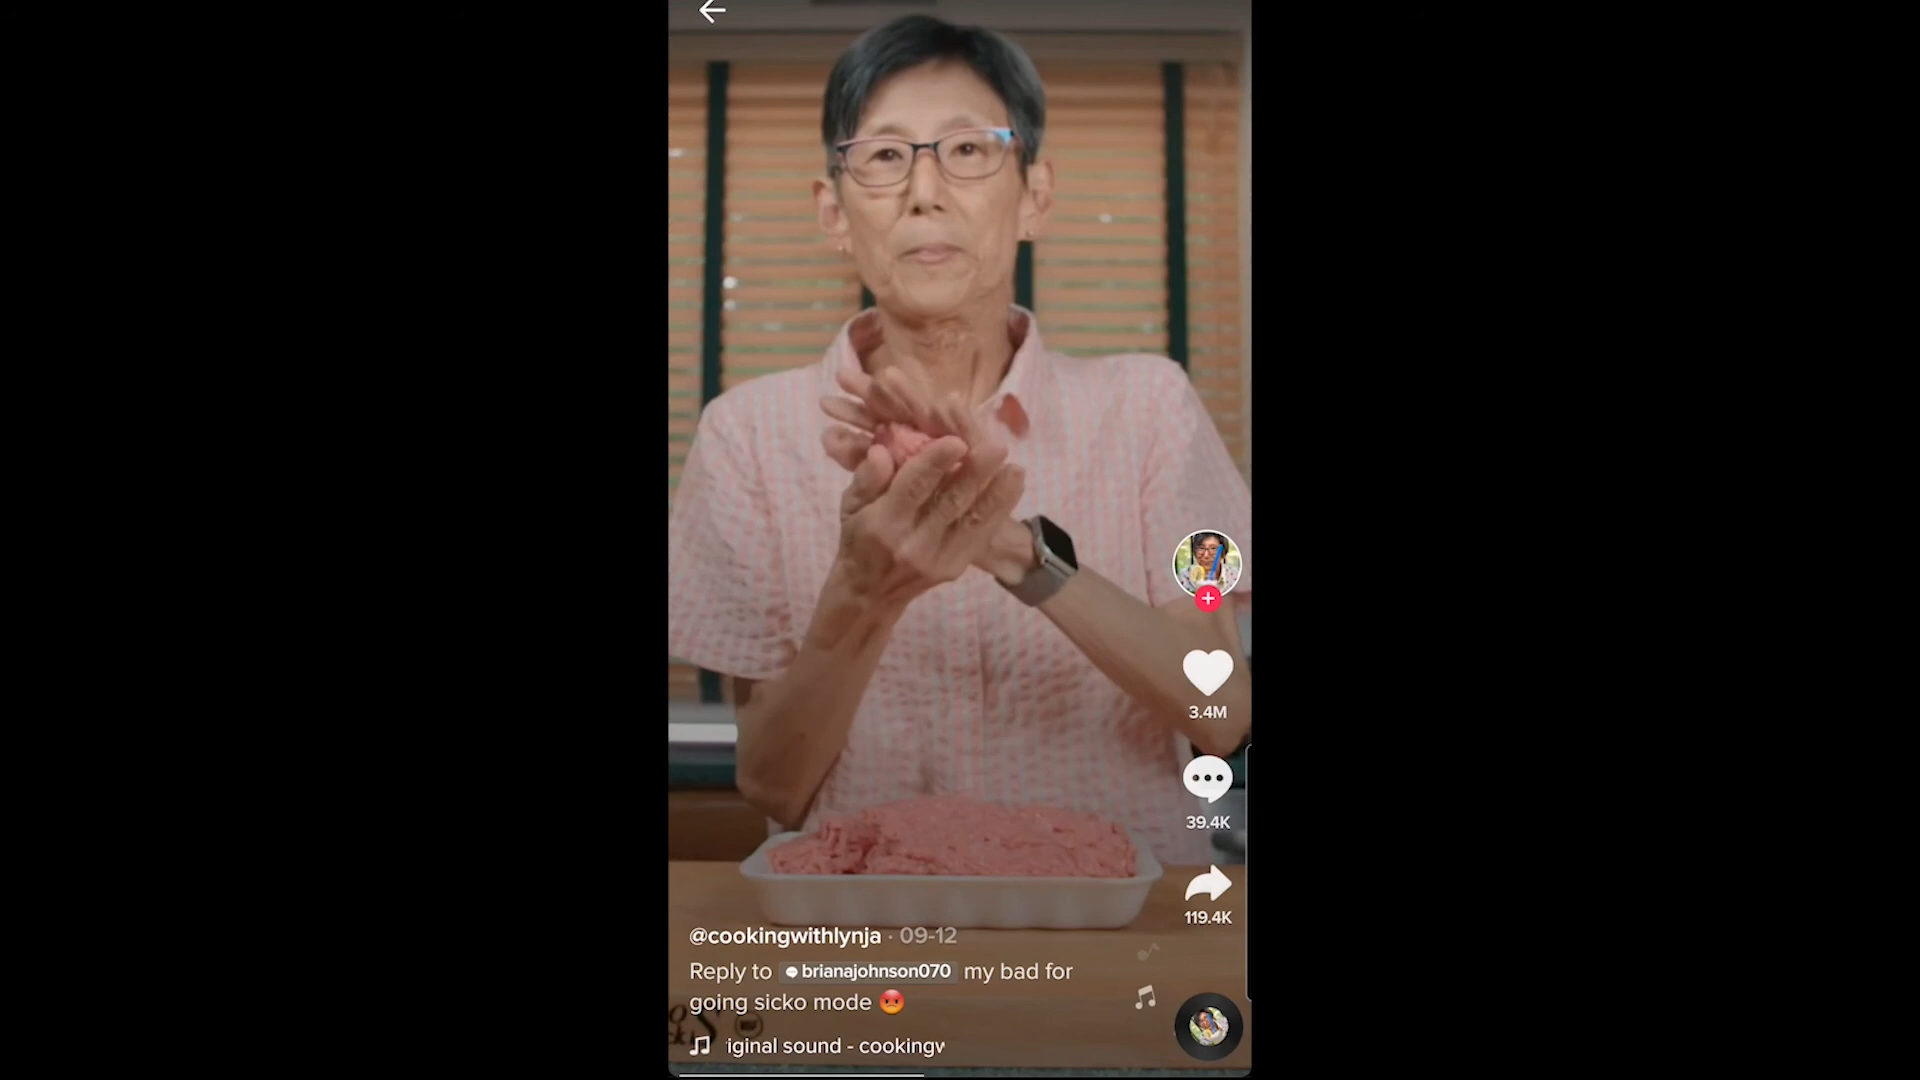 3.4M
39.4K
119.4K
@cookingwithlynja · 09-12
Reply to brianajohnson070 my bad for
going sicko mode 😡
iginal sound - cookingw